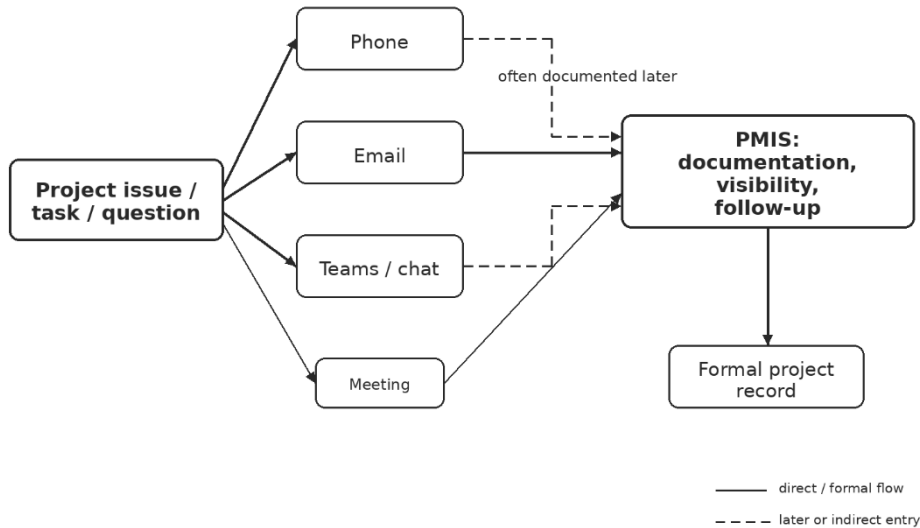 Phone
often documented later
Email
Project issue /
task / question
PMIS:
documentation,
visibility,
follow-up
Teams / chat
Meeting
Formal project
record
direct / formal flow
later or indirect entry